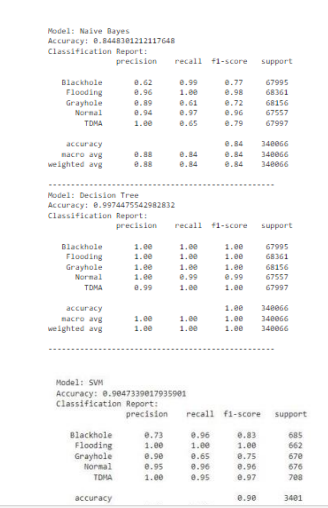 Model: Naive Bayes
Accuracy: 0.8448301212117648
Classification Report:
precision recall f1-score support
Blackhole 0.62 0.99 0.77 67995
Flooding 0.96 1.00 0.98 68361
Grayhole 0.89 0.61 0.72 68156
Normal 0.94 0.97 0.96 67557
TDMA 1.00 0.65 0.79 67997
accuracy 0.84 340066
macro avg 0.88 0.84 0.84 340066
weighted avg 0.88 0.84 0.84 340066
------------------------------------------------------
Model: Decision Tree
Accuracy: 0.9974475542982832
Classification Report:
precision recall f1-score support
Blackhole 1.00 1.00 1.00 67995
Flooding 1.00 1.00 1.00 68361
Grayhole 1.00 1.00 1.00 68156
Normal 1.00 0.99 0.99 67557
TDMA 0.99 1.00 1.00 67997
accuracy 1.00 340066
macro avg 1.00 1.00 1.00 340066
weighted avg 1.00 1.00 1.00 340066
------------------------------------------------------
Model: SVM
Accuracy: 0.9047339017935901
Classification Report:
precision recall f1-score support
Blackhole 0.73 0.96 0.83 685
Flooding 1.00 1.00 1.00 662
Grayhole 0.90 0.65 0.75 670
Normal 0.95 0.96 0.96 676
TDMA 1.00 0.95 0.97 708
accuracy 0.90 3401